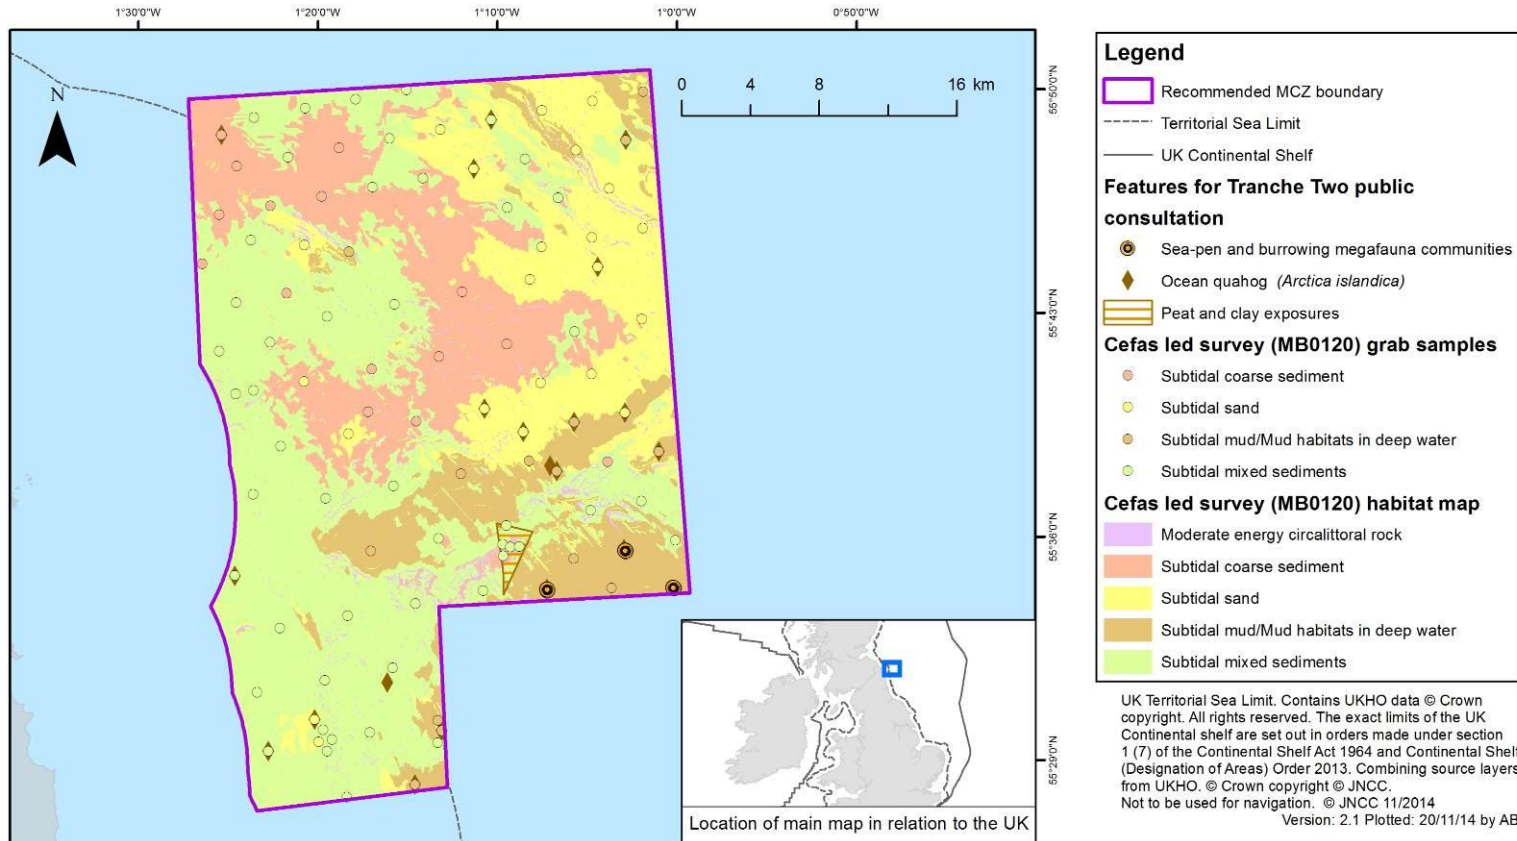 1°30'0"W 1°20'0"W 1°10'0"W 1°0'0"W 0°50'0"W
N
0 4 8 16 km
55°50'0"N
55°43'0"N
55°36'0"N
55°29'0"N
Location of main map in relation to the UK
Legend
Recommended MCZ boundary
Territorial Sea Limit
UK Continental Shelf
Features for Tranche Two public
consultation
Sea-pen and burrowing megafauna communities
Ocean quahog (Arctica islandica)
Peat and clay exposures
Cefas led survey (MB0120) grab samples
Subtidal coarse sediment
Subtidal sand
Subtidal mud/Mud habitats in deep water
Subtidal mixed sediments
Cefas led survey (MB0120) habitat map
Moderate energy circalittoral rock
Subtidal coarse sediment
Subtidal sand
Subtidal mud/Mud habitats in deep water
Subtidal mixed sediments
UK Territorial Sea Limit. Contains UKHO data © Crown
copyright. All rights reserved. The exact limits of the UK
Continental shelf are set out in orders made under section
1 (7) of the Continental Shelf Act 1964 and Continental Shelf
(Designation of Areas) Order 2013. Combining source layers
from UKHO. © Crown copyright © JNCC.
Not to be used for navigation. © JNCC 11/2014
Version: 2.1 Plotted: 20/11/14 by AB